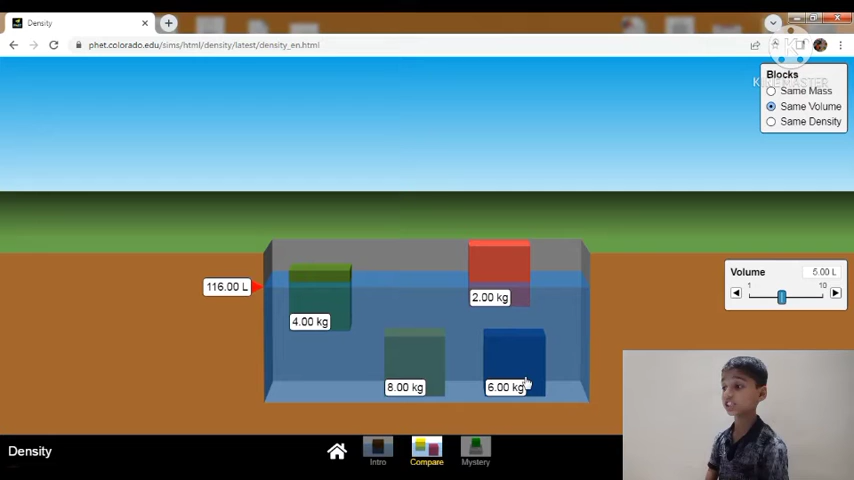 Density
phet.colorado.edu/sims/html/density/latest/density_en.html
KINEMASTER
Blocks
Same Mass
Same Volume
Same Density
116.00 L
2.00 kg
4.00 kg
8.00 kg
6.00 kg
Volume
5.00 L
1
10
Density
Intro
Compare
Mystery